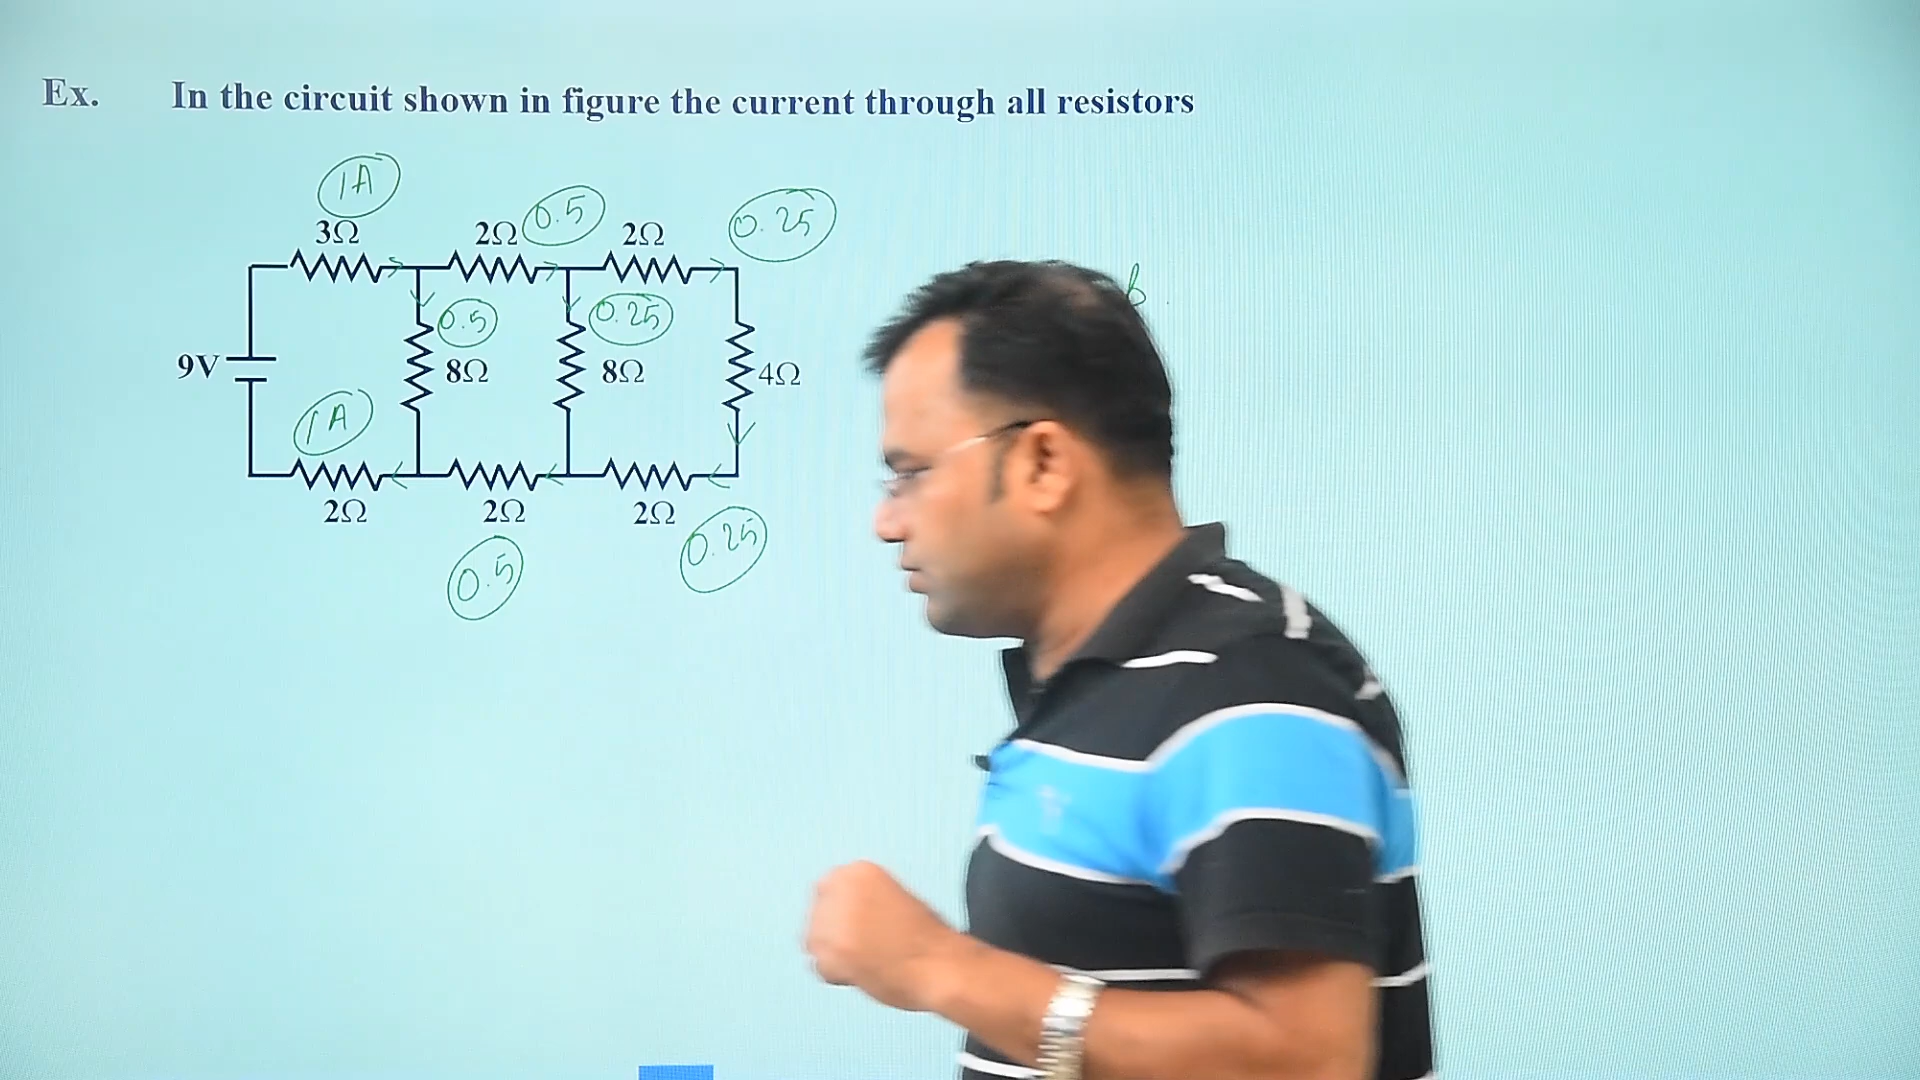 Ex. In the circuit shown in figure the current through all resistors
1A
0.5
0.25
3Ω 2Ω 2Ω
0.5 0.25
9V 8Ω 8Ω 4Ω
1A
2Ω 2Ω 2Ω
0.5 0.25